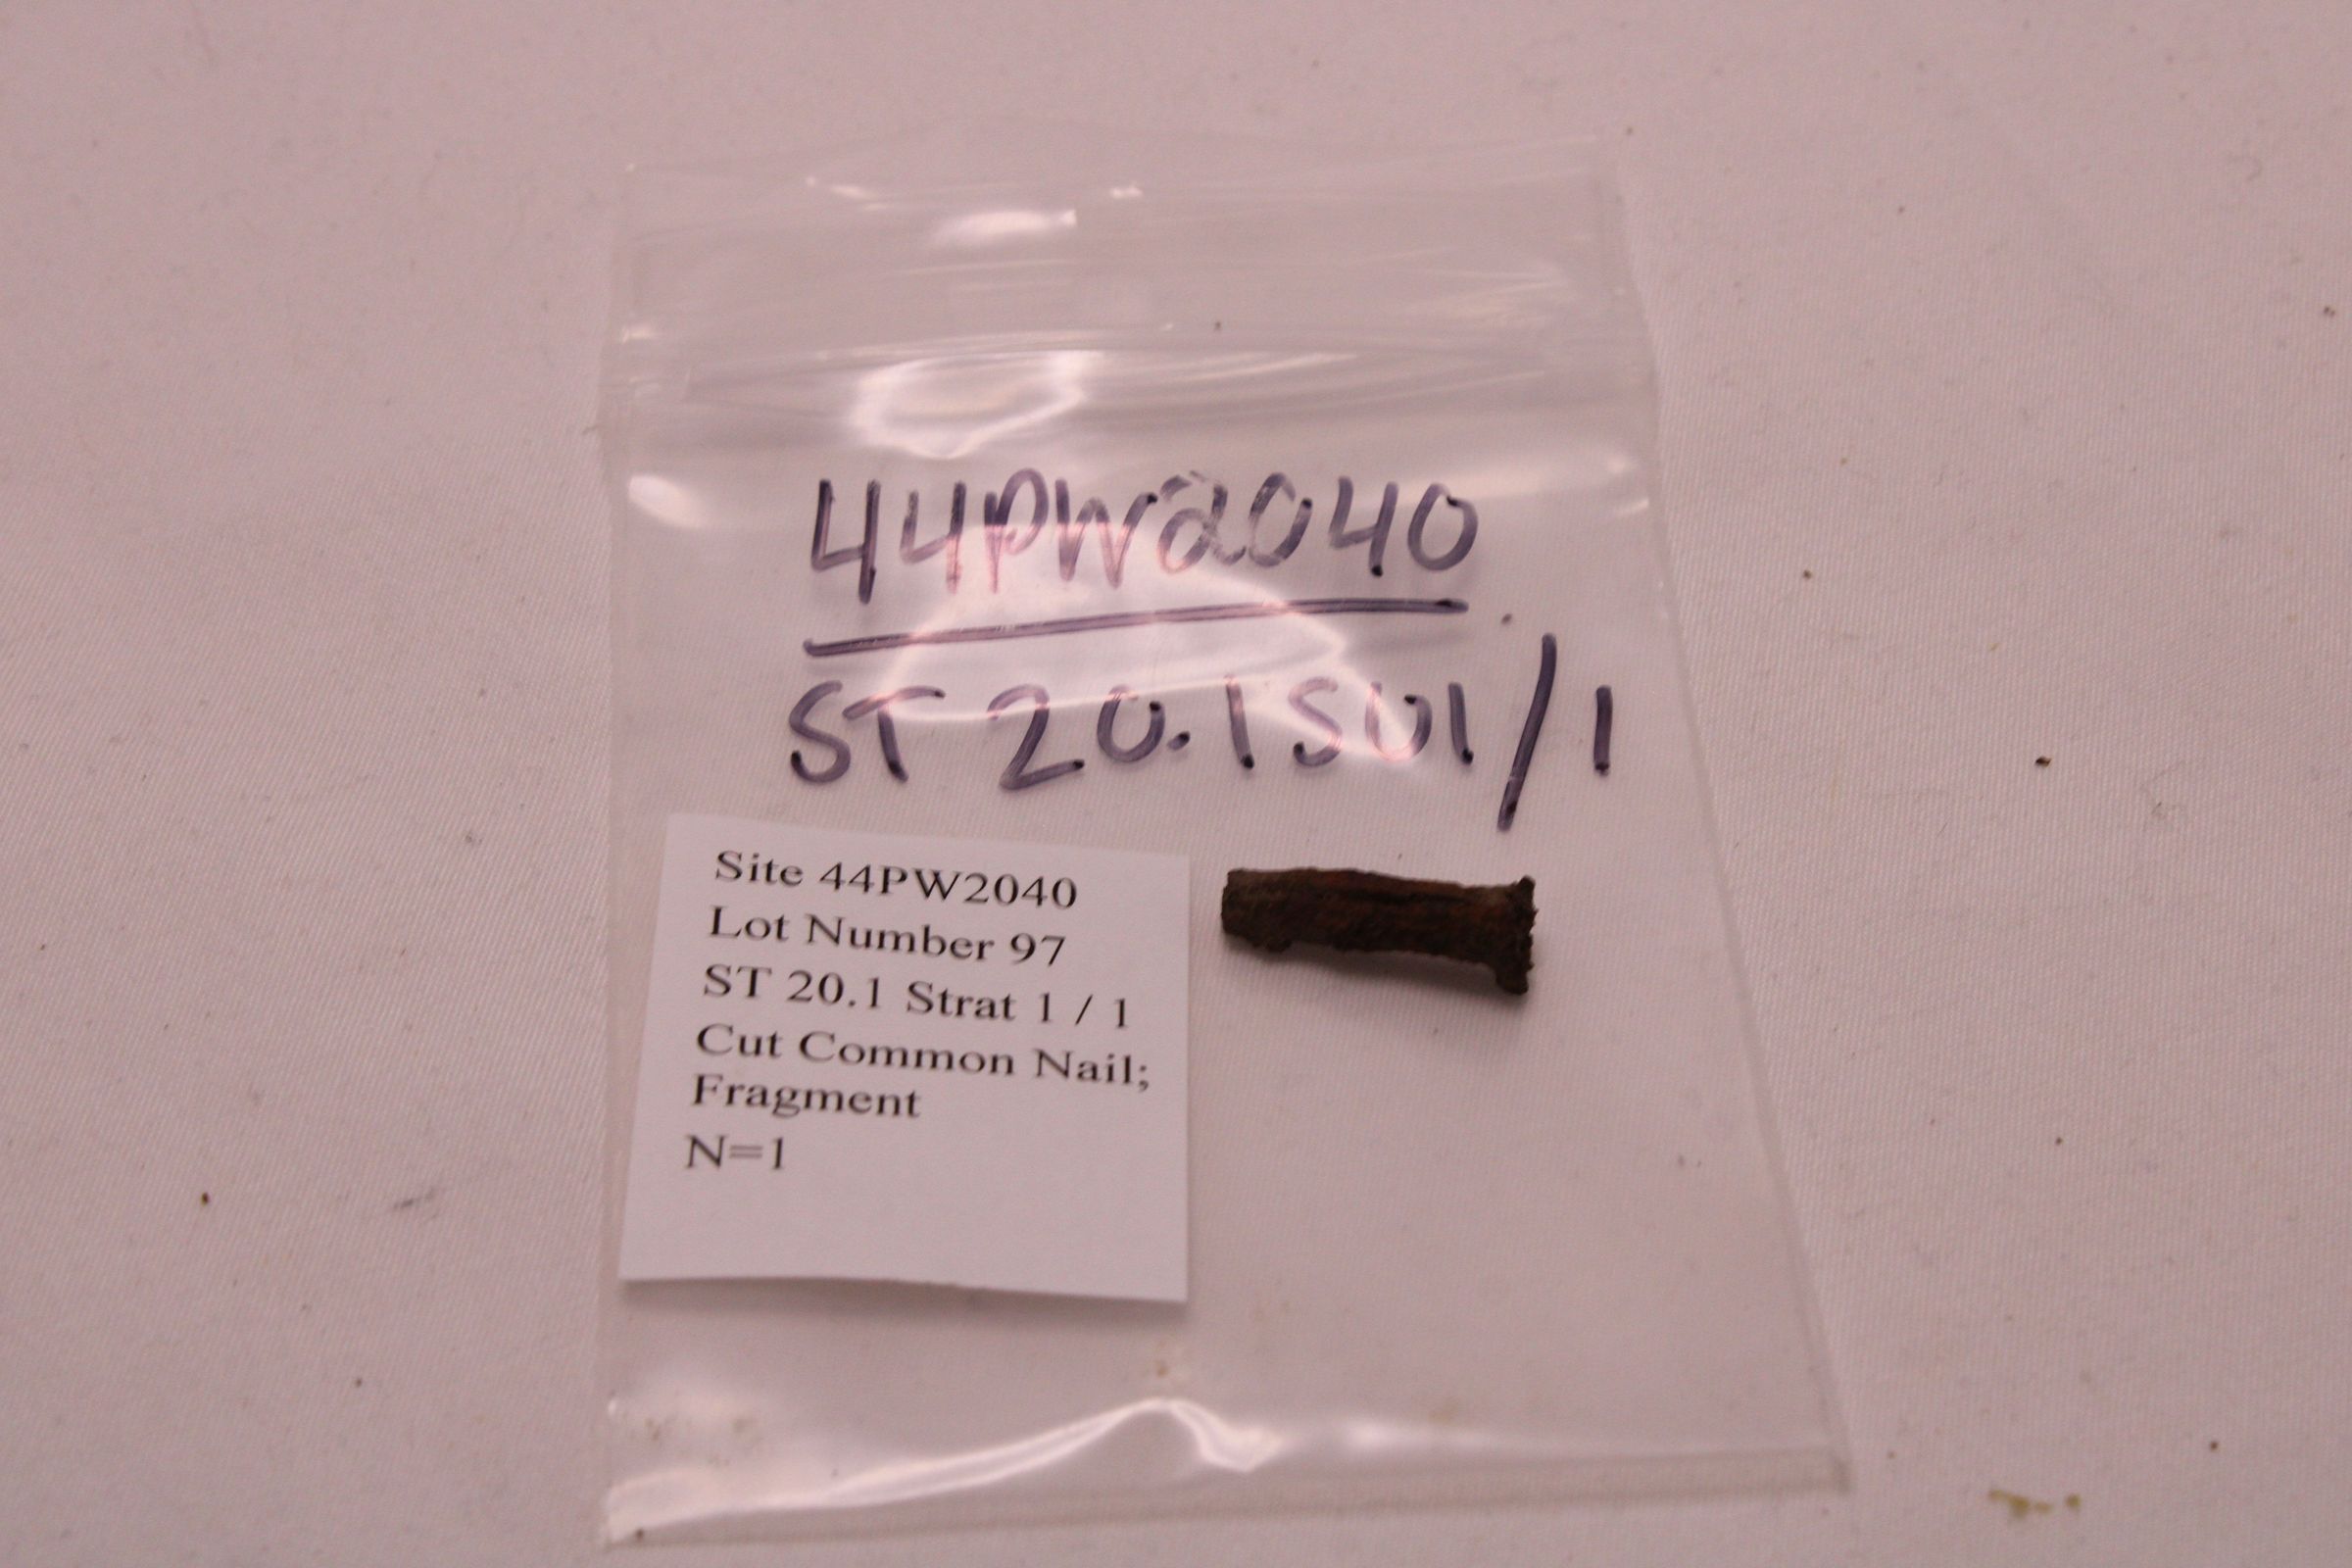 44PW2040
ST 20.1 S01/1
Site 44PW2040
Lot Number 97
ST 20.1 Strat 1 / 1
Cut Common Nail;
Fragment
N=1